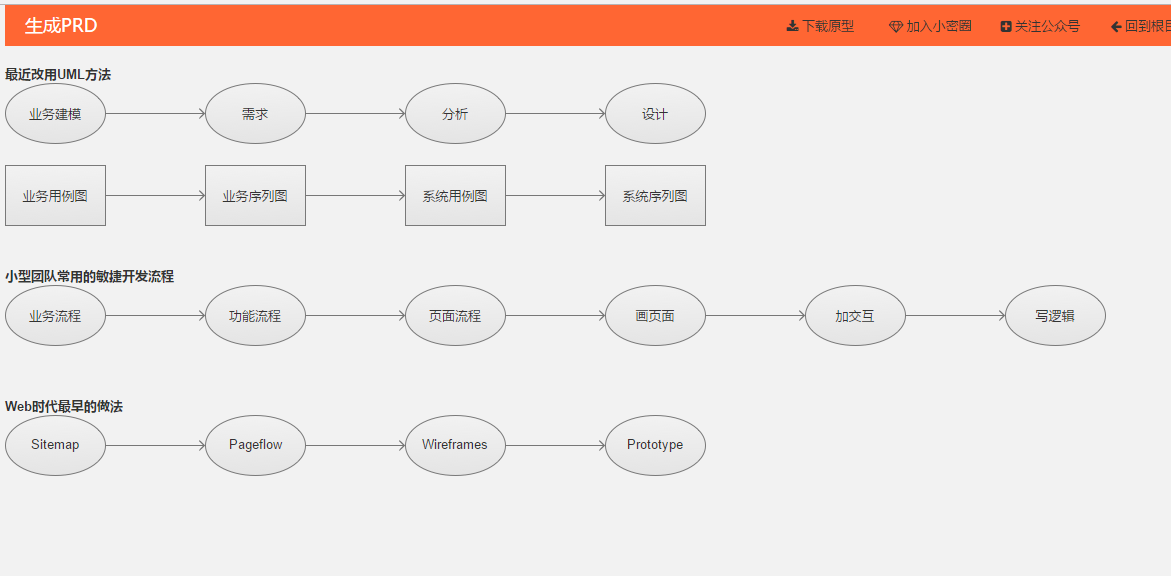 生成PRD
下载原型 加入小密圈 关注公众号 回到根
最近改用UML方法
业务建模 需求 分析 设计
业务用例图 业务序列图 系统用例图 系统序列图
小型团队常用的敏捷开发流程
业务流程 功能流程 页面流程 画页面 加交互 写逻辑
Web时代最早的做法
Sitemap Pageflow Wireframes Prototype